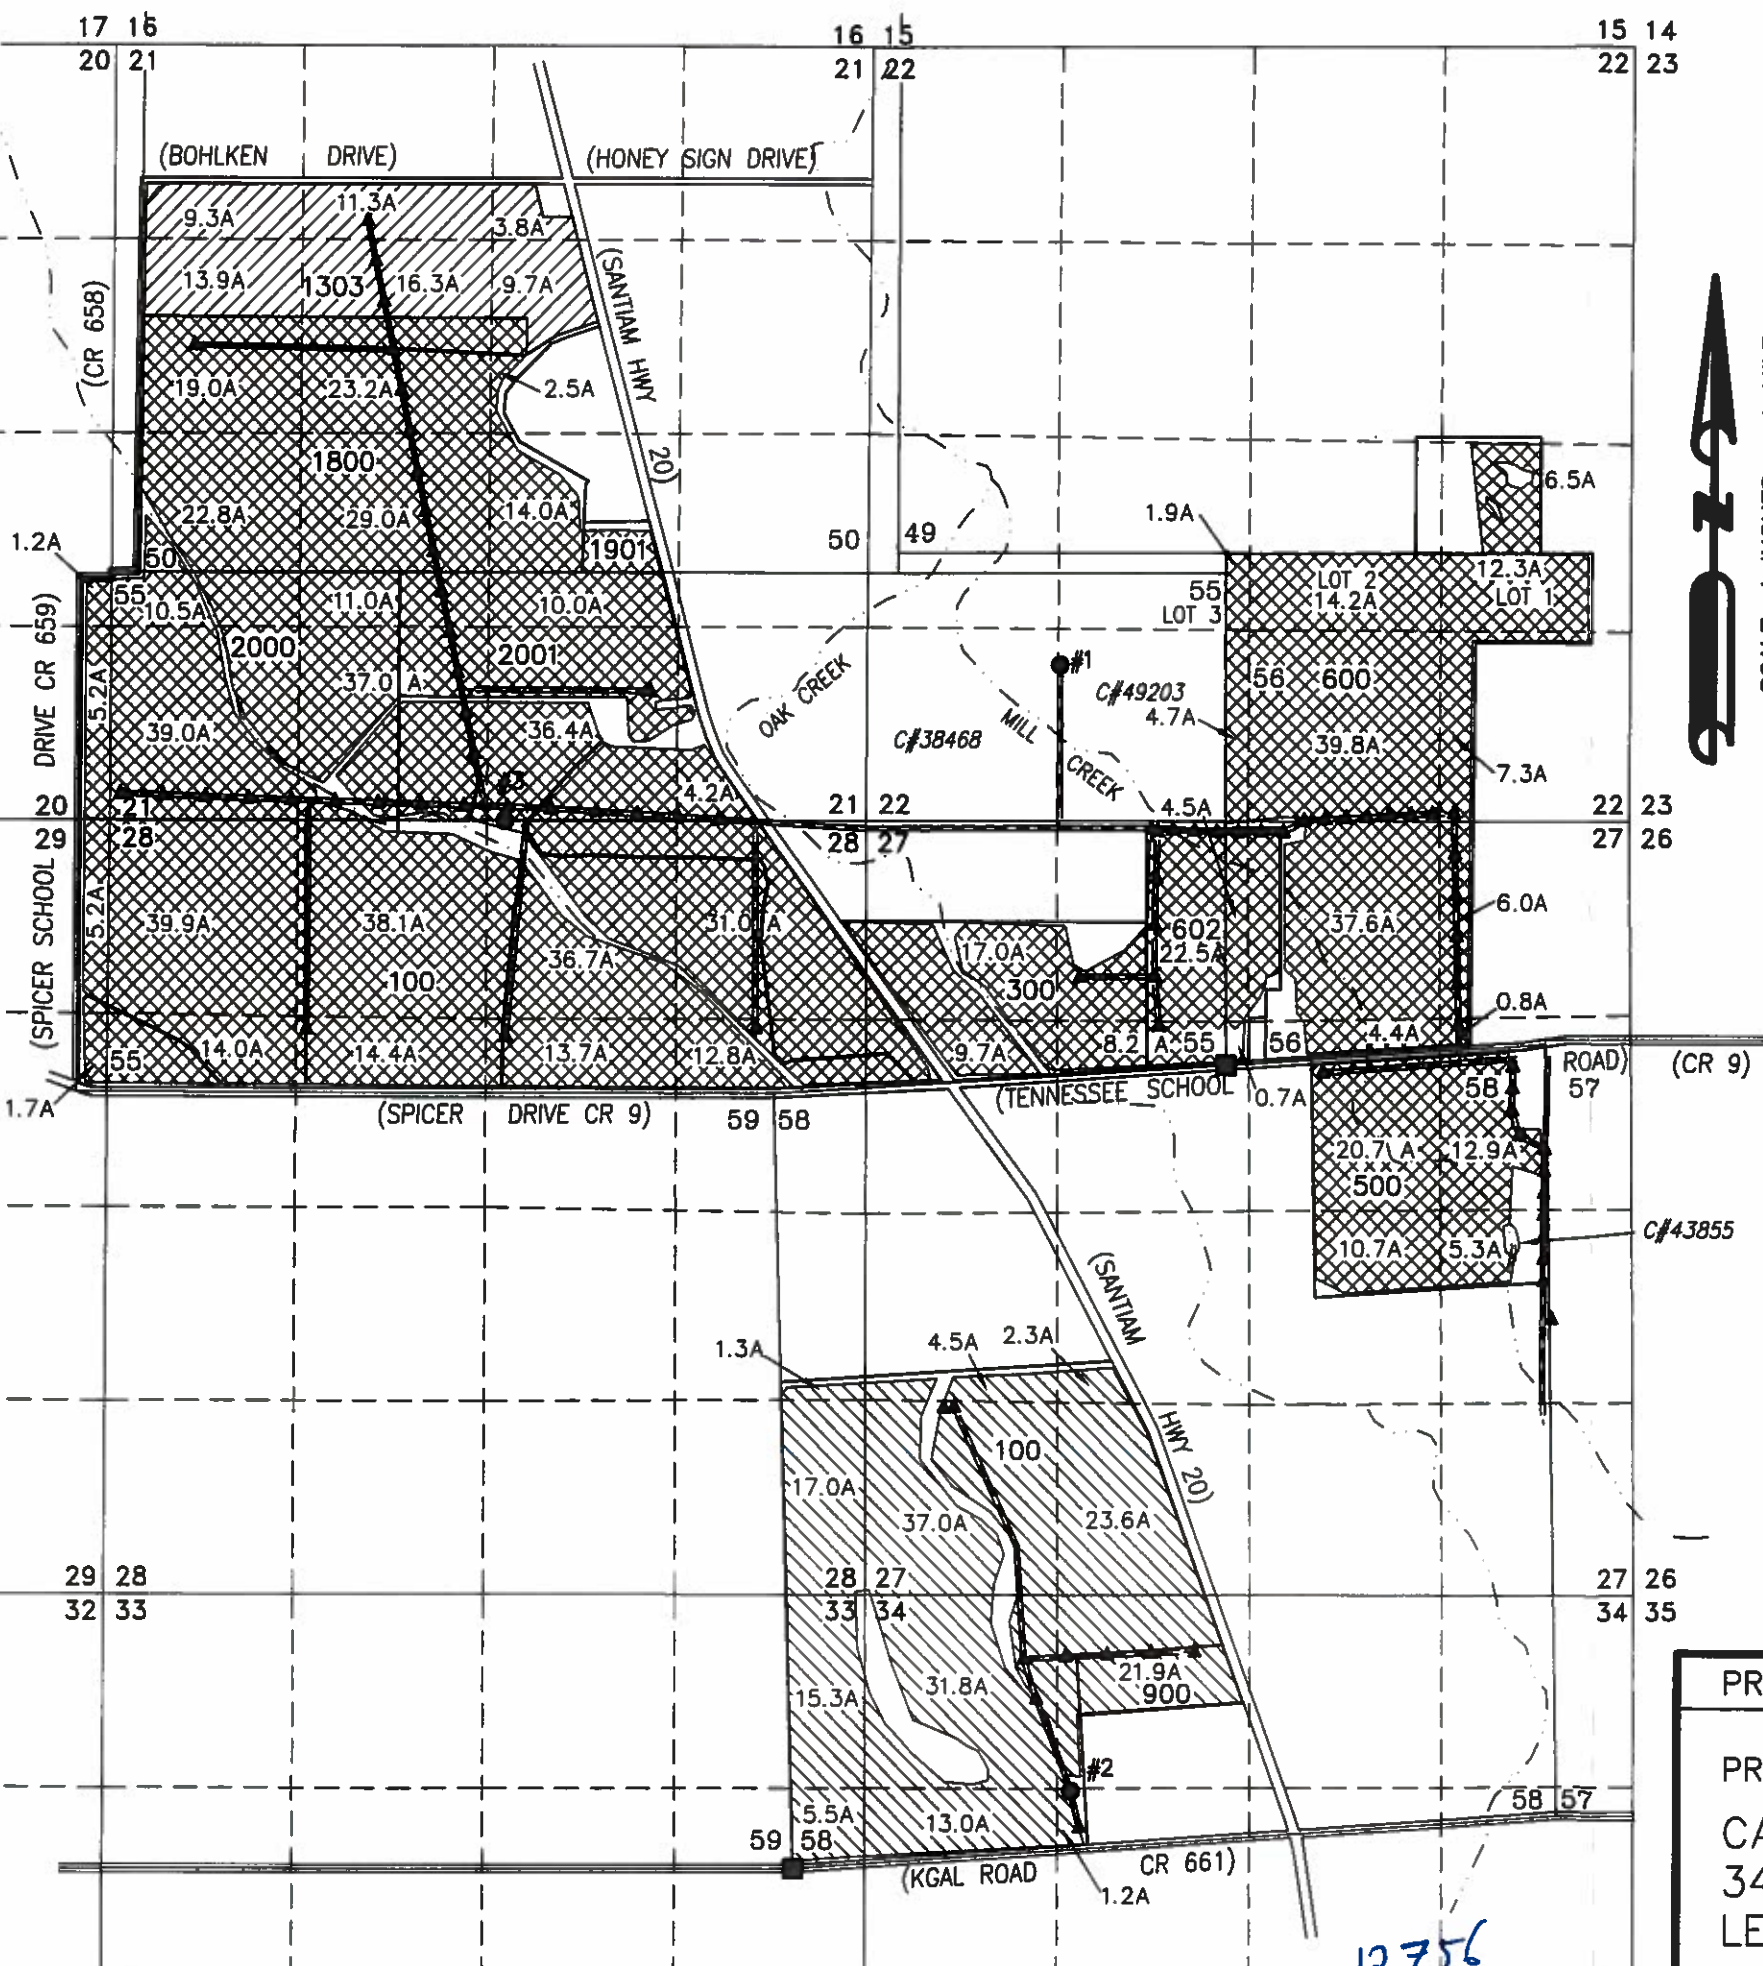 17 16 16 15 15 14
20 21 21 22 22 23
(BOHLKEN DRIVE) (HONEY SIGN DRIVE)
9.3A 11.3A 3.8A
13.9A 1303 16.3A 9.7A
(CR 658)
(SANTIAM HWY 20)
19.0A 23.2A 2.5A
1800
22.8A 29.0A 14.0A
6.5A
1.9A
50 49
1.2A 50 1901
55 10.5A 11.0A 10.0A
55 LOT 2 12.3A
LOT 3 14.2A LOT 1
2000 2001
#1
37.0 A
56 600
C#49203
5.2A
OAK CREEK
MILL CREEK
4.7A
39.0A 36.4A
C#38468
39.8A
7.3A
#3
4.2A
4.5A
20 21 21 22 22 23
29 28 28 27 27 26
(SPICER SCHOOL DRIVE CR 659)
5.2A
39.9A 38.1A 31.0 A
602 37.6A 6.0A
36.7A 17.0A 22.5A
100 300
0.8A
4.4A
55 14.0A 14.4A 13.7A 12.8A 9.7A 8.2 A 55 56
1.7A
(SPICER DRIVE CR 9)
(TENNESSEE SCHOOL ROAD) (CR 9)
0.7A 58 57
59 58
20.7 A 12.9A
500
C#43855
10.7A 5.3A
(SANTIAM HWY 20)
1.3A 4.5A 2.3A
100
17.0A
37.0A 23.6A
29 28 28 27 27 26
32 33 33 34 34 35
21.9A
15.3A 31.8A 900
#2
5.5A 13.0A
59 58
58 57
(KGAL ROAD CR 661)
1.2A
N
PR
PR
CA
34
LE
12756